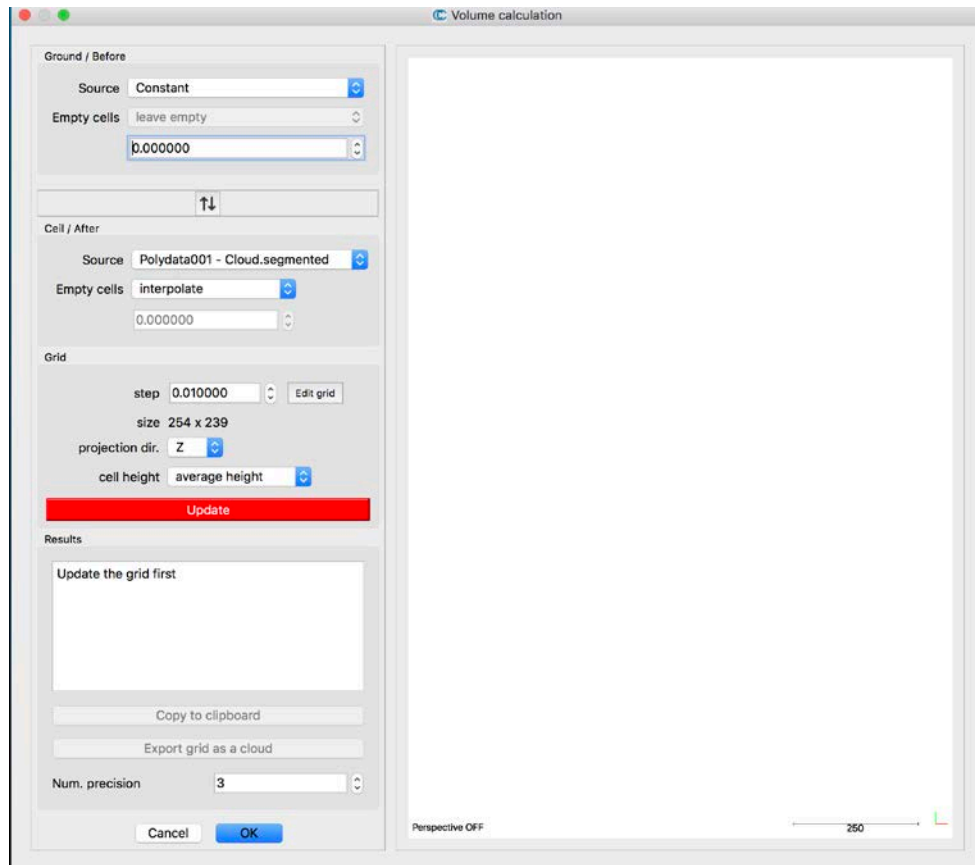 Volume calculation
Ground / Before
Source Constant
Empty cells leave empty
0.000000
Ceil / After
Source Polydata001 - Cloud.segmented
Empty cells interpolate
0.000000
Grid
step 0.010000 Edit grid
size 254 x 239
projection dir. Z
cell height average height
Update
Results
Update the grid first
Copy to clipboard
Export grid as a cloud
Num. precision 3
Cancel OK
Perspective OFF 250